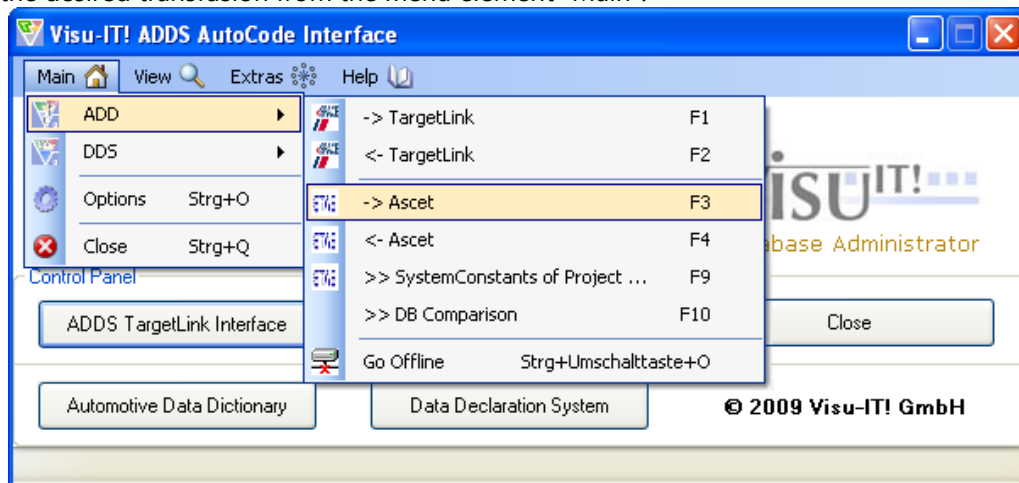 the desired transfusion from the menu element "main".
Visu-IT! ADDS AutoCode Interface
Main View Extras Help
ADD
DDS
Options Strg+O
Close Strg+Q
-> TargetLink F1
<- TargetLink F2
-> Ascet F3
<- Ascet F4
>> SystemConstants of Project ... F9
>> DB Comparison F10
Go Offline Strg+Umschalttaste+O
ISU IT!
base Administrator
Control Panel
ADDS TargetLink Interface
Close
Automotive Data Dictionary
Data Declaration System
© 2009 Visu-IT! GmbH